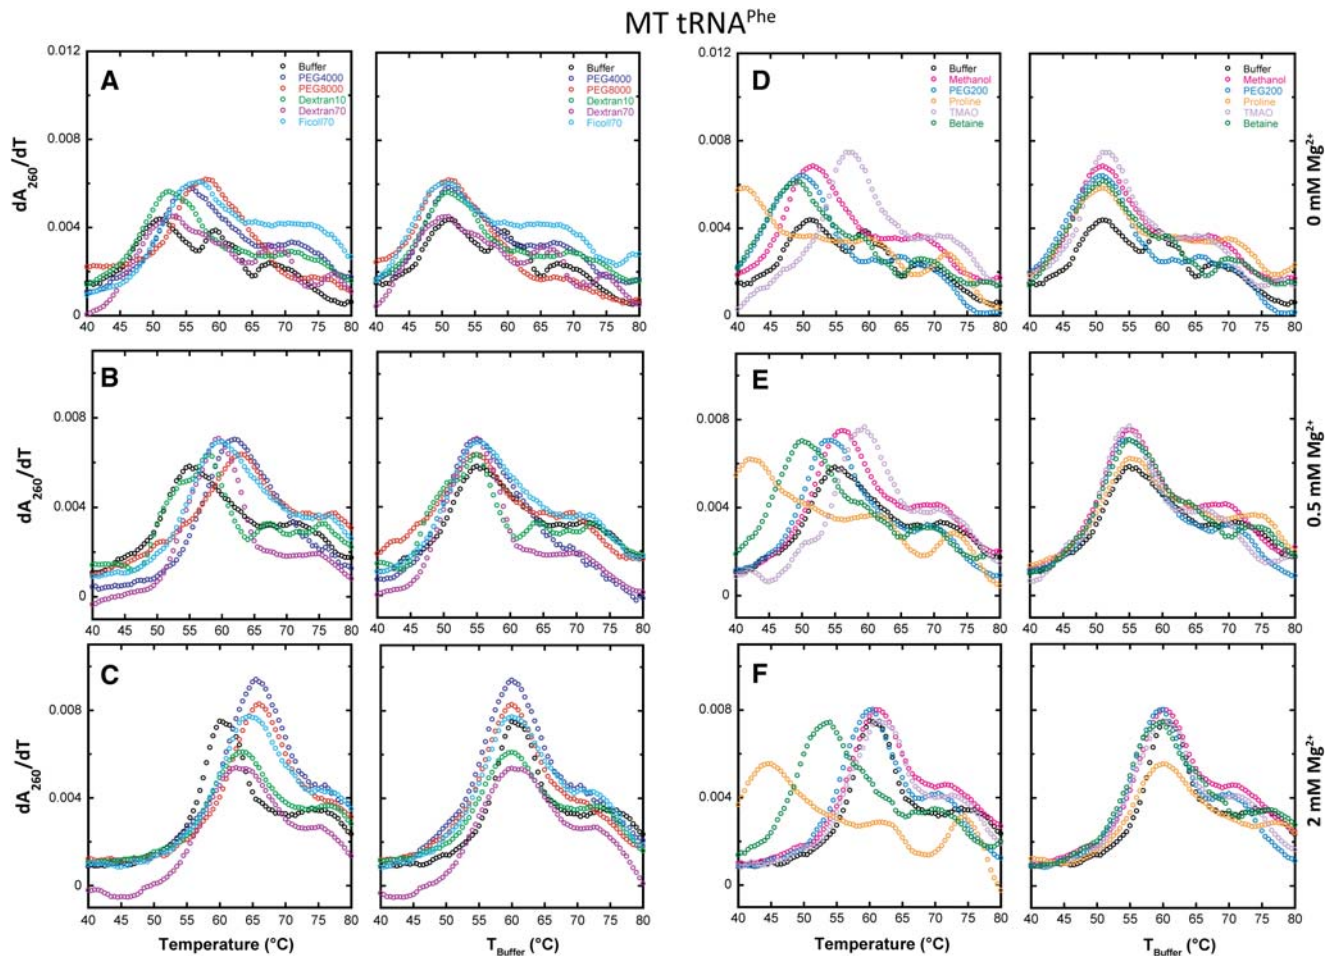 MT tRNA^Phe
A
Buffer
PEG4000
PEG8000
Dextran10
Dextran70
Ficoll70
Buffer
PEG4000
PEG8000
Dextran10
Dextran70
Ficoll70
D
Buffer
Methanol
PEG200
Proline
TMAO
Betaine
Buffer
Methanol
PEG200
Proline
TMAO
Betaine
0.012
0.008
0.004
0
dA260/dT
40 45 50 55 60 65 70 75 80
40 45 50 55 60 65 70 75 80
0.012
0.008
0.004
0
dA260/dT
40 45 50 55 60 65 70 75 80
40 45 50 55 60 65 70 75 80
0 mM Mg2+
B
0.008
0.004
0
dA260/dT
40 45 50 55 60 65 70 75 80
40 45 50 55 60 65 70 75 80
E
0.008
0.004
0
dA260/dT
40 45 50 55 60 65 70 75 80
40 45 50 55 60 65 70 75 80
0.5 mM Mg2+
C
0.008
0.004
0
dA260/dT
40 45 50 55 60 65 70 75 80
40 45 50 55 60 65 70 75 80
F
0.008
0.004
0
dA260/dT
40 45 50 55 60 65 70 75 80
40 45 50 55 60 65 70 75 80
2 mM Mg2+
Temperature (°C)
TBuffer (°C)
Temperature (°C)
TBuffer (°C)